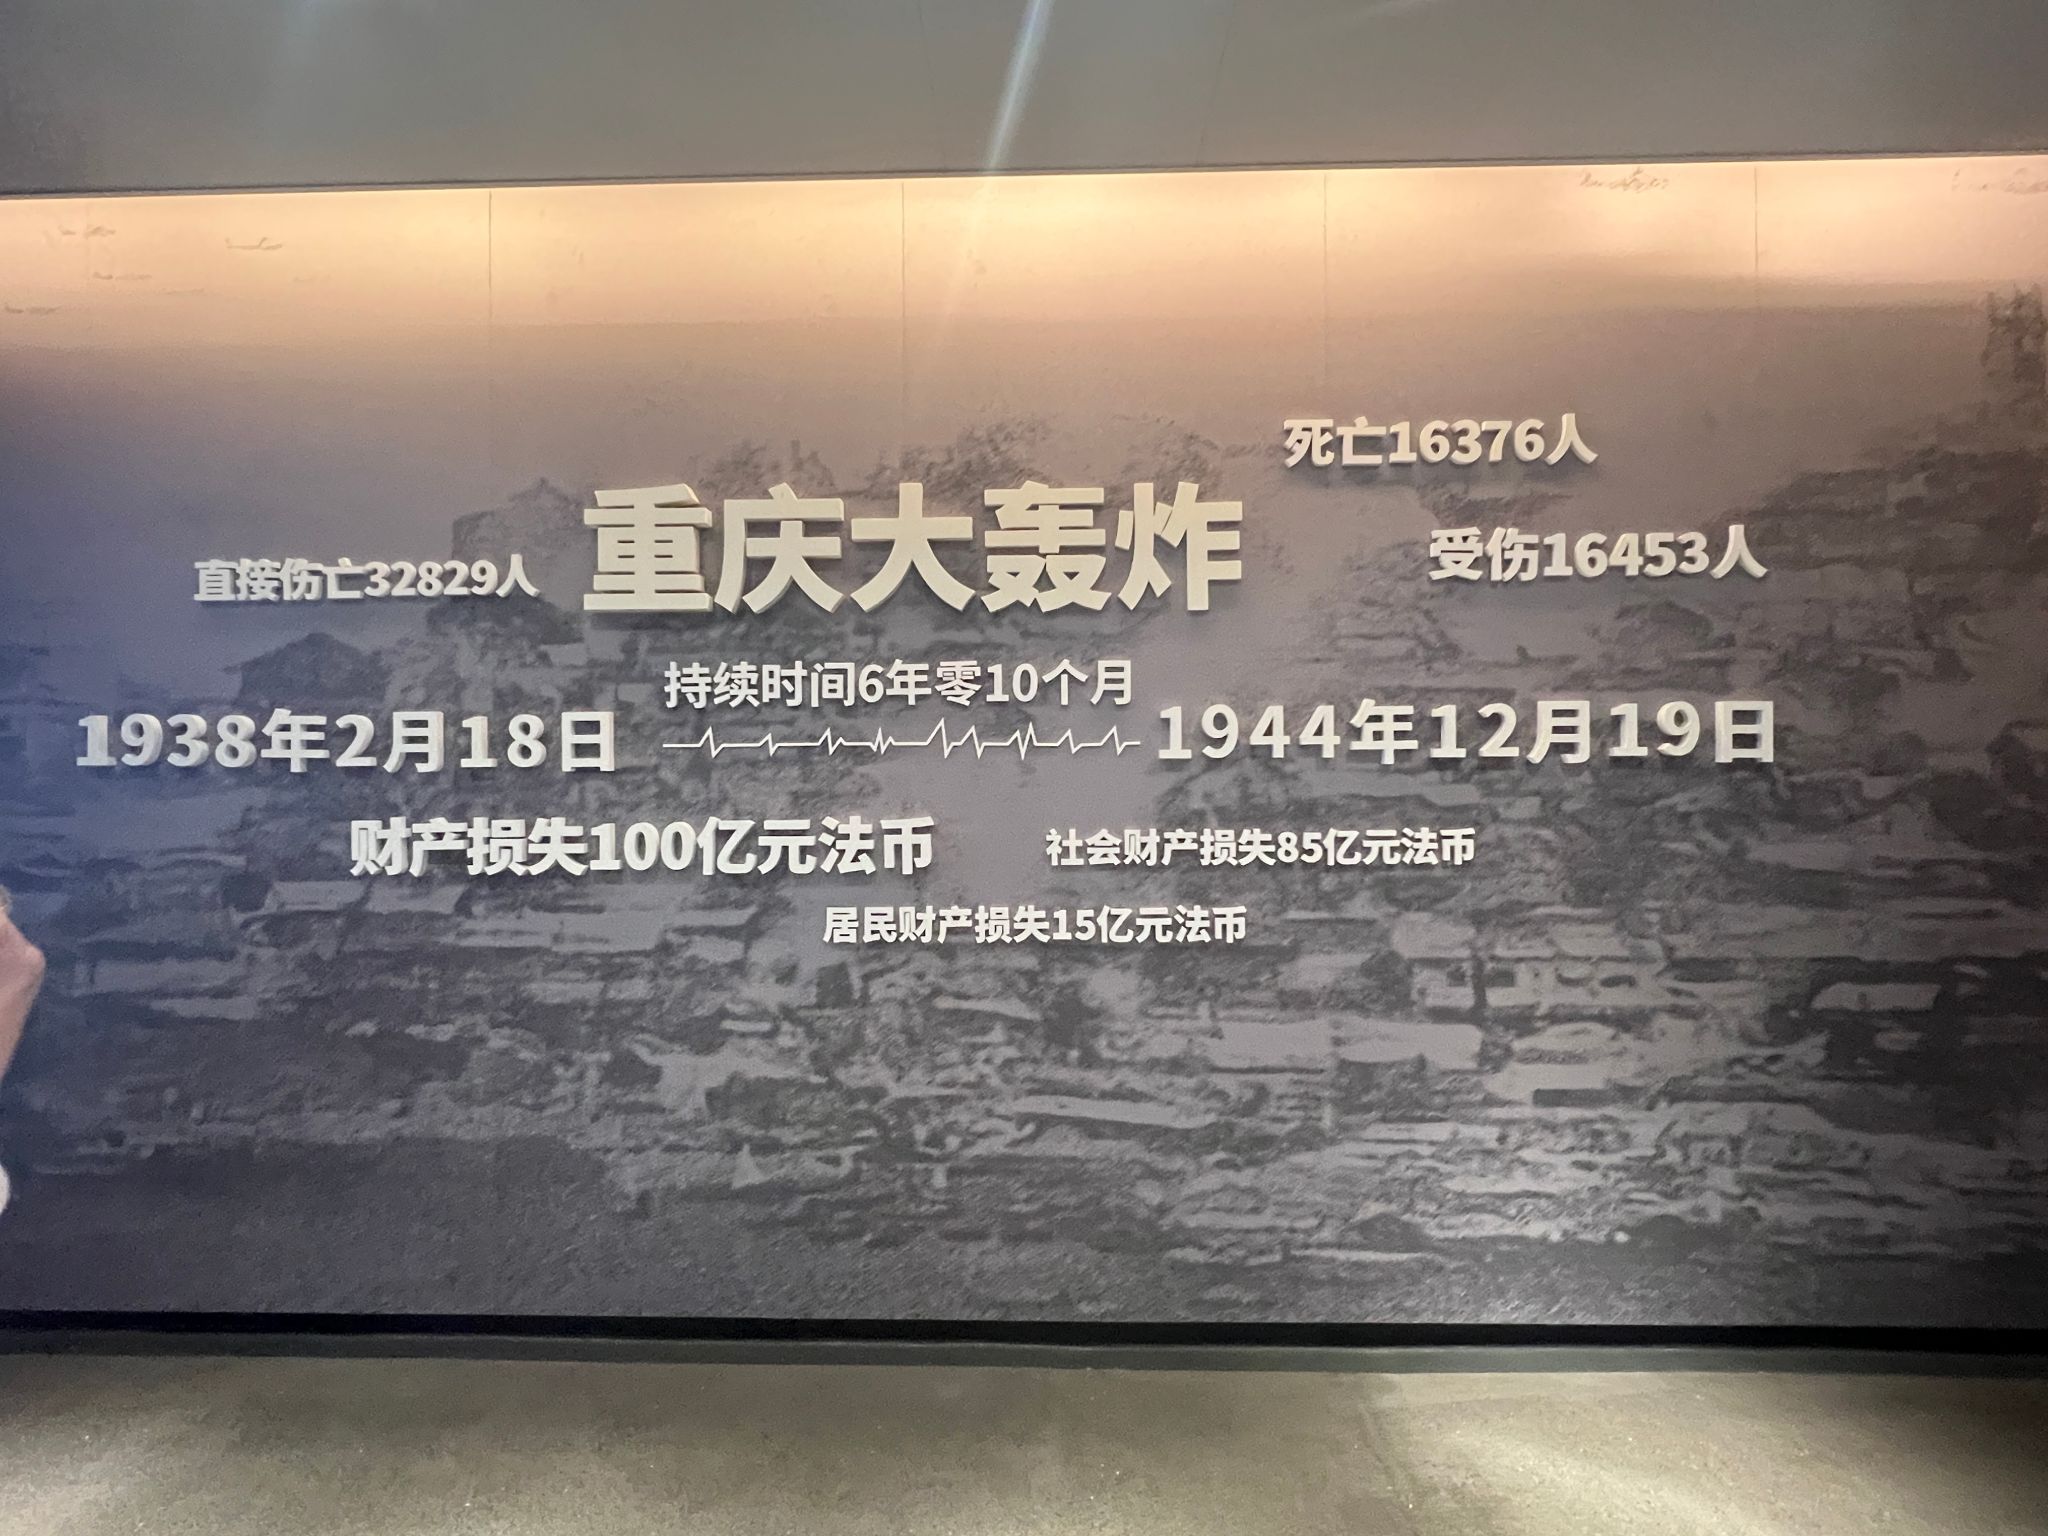 死亡16376人
重庆大轰炸
直接伤亡32829人
受伤16453人
持续时间6年零10个月
1938年2月18日
1944年12月19日
财产损失100亿元法币
社会财产损失85亿元法币
居民财产损失15亿元法币